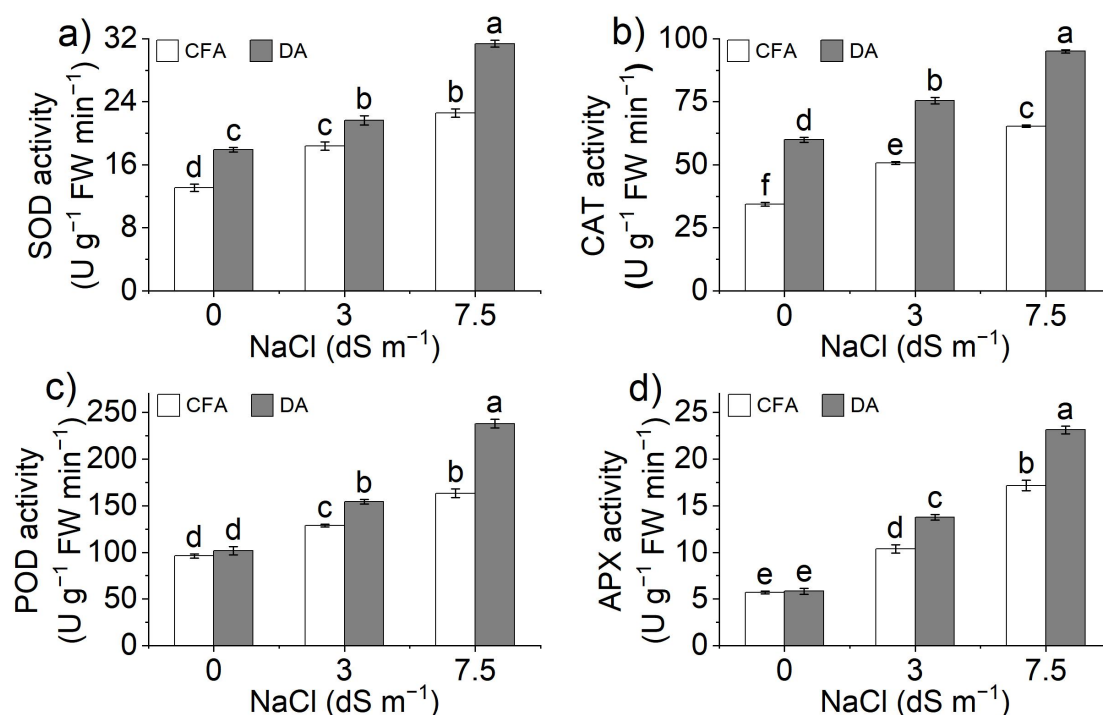 a)
CFA DA
SOD activity
(U g⁻¹ FW min⁻¹)
32
24
16
8
0
d c c b b a
0 3 7.5
NaCl (dS m⁻¹)
b)
CFA DA
CAT activity
(U g⁻¹ FW min⁻¹)
100
75
50
25
0
f d e b c a
0 3 7.5
NaCl (dS m⁻¹)
c)
CFA DA
POD activity
(U g⁻¹ FW min⁻¹)
250
200
150
100
50
0
d d c b b a
0 3 7.5
NaCl (dS m⁻¹)
d)
CFA DA
APX activity
(U g⁻¹ FW min⁻¹)
25
20
15
10
5
0
e e d c b a
0 3 7.5
NaCl (dS m⁻¹)